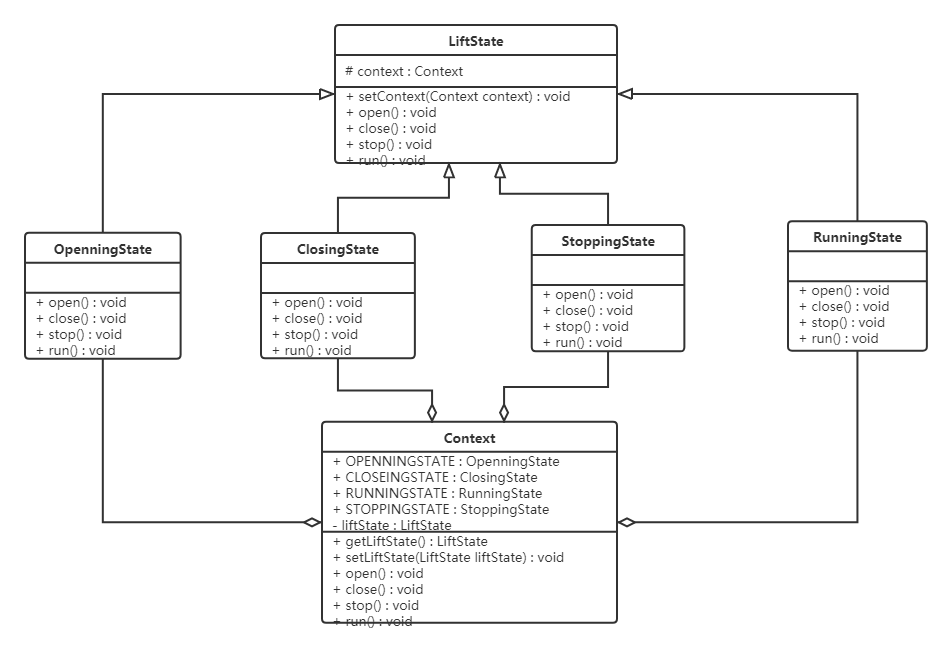 LiftState
# context : Context
+ setContext(Context context) : void
+ open() : void
+ close() : void
+ stop() : void
+ run() : void
OpenningState
+ open() : void
+ close() : void
+ stop() : void
+ run() : void
ClosingState
+ open() : void
+ close() : void
+ stop() : void
+ run() : void
StoppingState
+ open() : void
+ close() : void
+ stop() : void
+ run() : void
RunningState
+ open() : void
+ close() : void
+ stop() : void
+ run() : void
Context
+ OPENNINGSTATE : OpenningState
+ CLOSEINGSTATE : ClosingState
+ RUNNINGSTATE : RunningState
+ STOPPINGSTATE : StoppingState
- liftState : LiftState
+ getLiftState() : LiftState
+ setLiftState(LiftState liftState) : void
+ open() : void
+ close() : void
+ stop() : void
+ run() : void